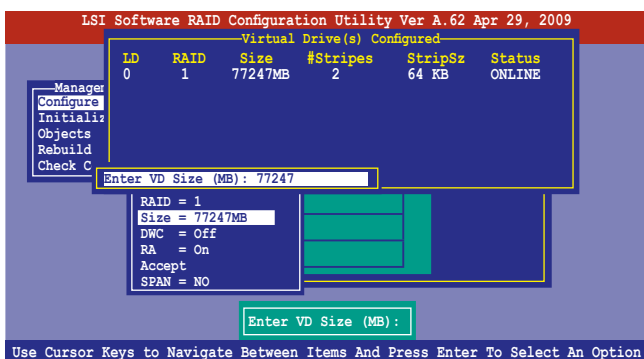 LSI Software RAID Configuration Utility Ver A.62 Apr 29, 2009
Virtual Drive(s) Configured
LD RAID Size #Stripes StripSz Status
0 1 77247MB 2 64 KB ONLINE
Managem
Configure
Initializ
Objects
Rebuild
Check C
Enter VD Size (MB): 77247
RAID = 1
Size = 77247MB
DWC = Off
RA = On
Accept
SPAN = NO
Enter VD Size (MB):
Use Cursor Keys to Navigate Between Items And Press Enter To Select An Option